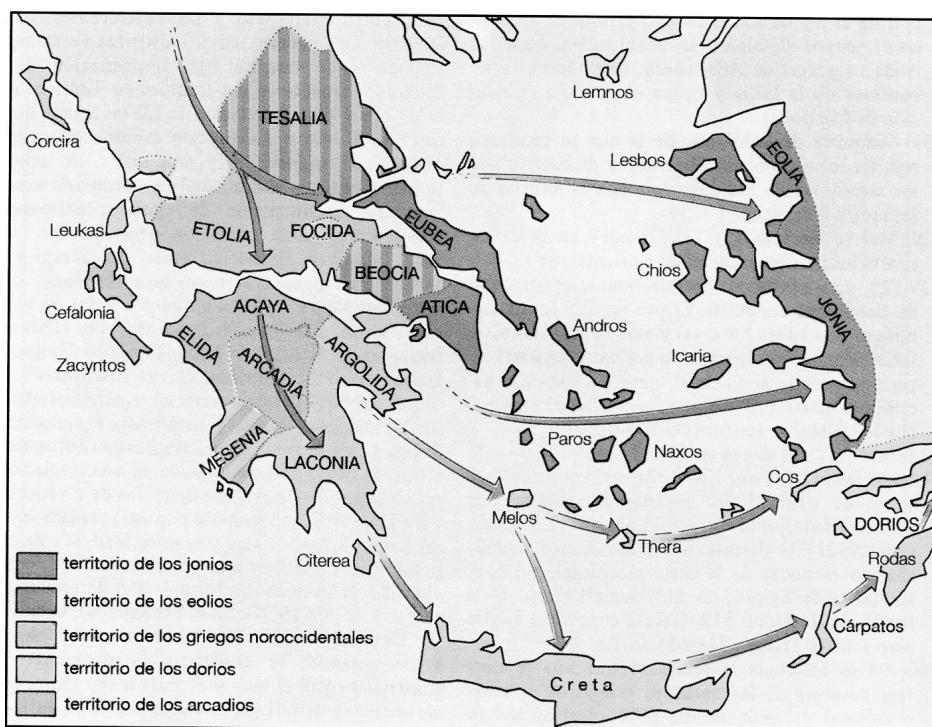 Corcira
TESALIA
Lemnos
Lesbos
EOLIA
Leukas
ETOLIA
FOCIDA
EUBEA
BEOCIA
Chios
Cefalonia
ACAYA
ATICA
JONIA
Andros
Zacyntos
ELIDA
ARCADIA
ARGOLIDA
Icaria
MESENIA
Paros
Naxos
LACONIA
Cos
Melos
Thera
DORIOS
Citerea
Rodas
Cárpatos
Creta
territorio de los jonios
territorio de los eolios
territorio de los griegos noroccidentales
territorio de los dorios
territorio de los arcadios